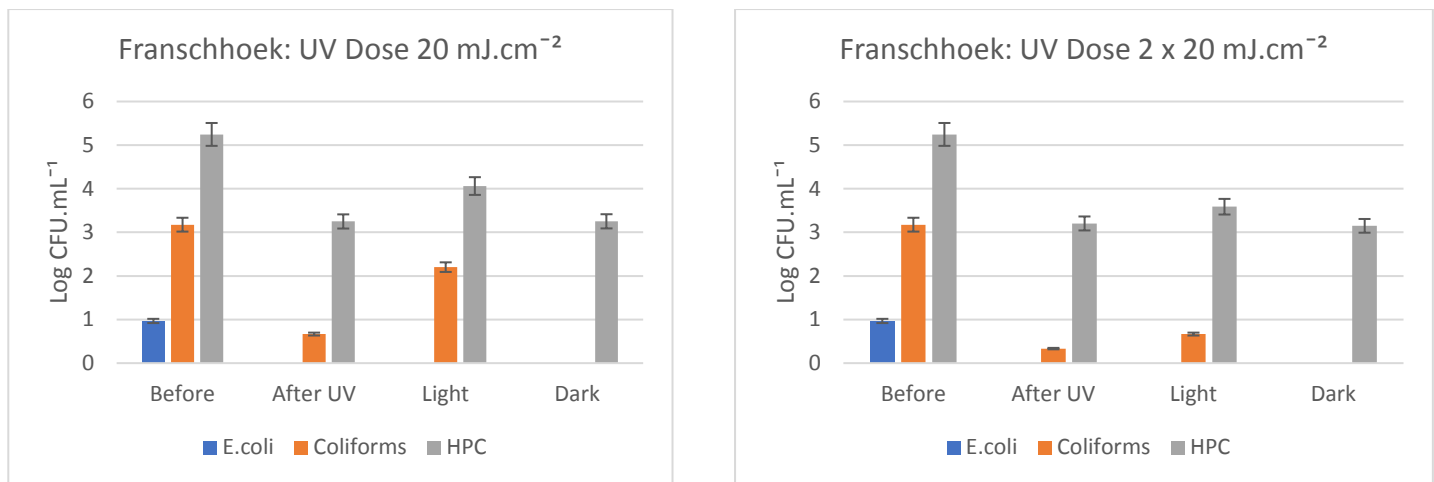 Franschhoek: UV Dose 20 mJ.cm⁻²
Log CFU.mL⁻¹
6
5
4
3
2
1
0
Before After UV Light Dark
E.coli Coliforms HPC
Franschhoek: UV Dose 2 x 20 mJ.cm⁻²
Log CFU.mL⁻¹
6
5
4
3
2
1
0
Before After UV Light Dark
E.coli Coliforms HPC